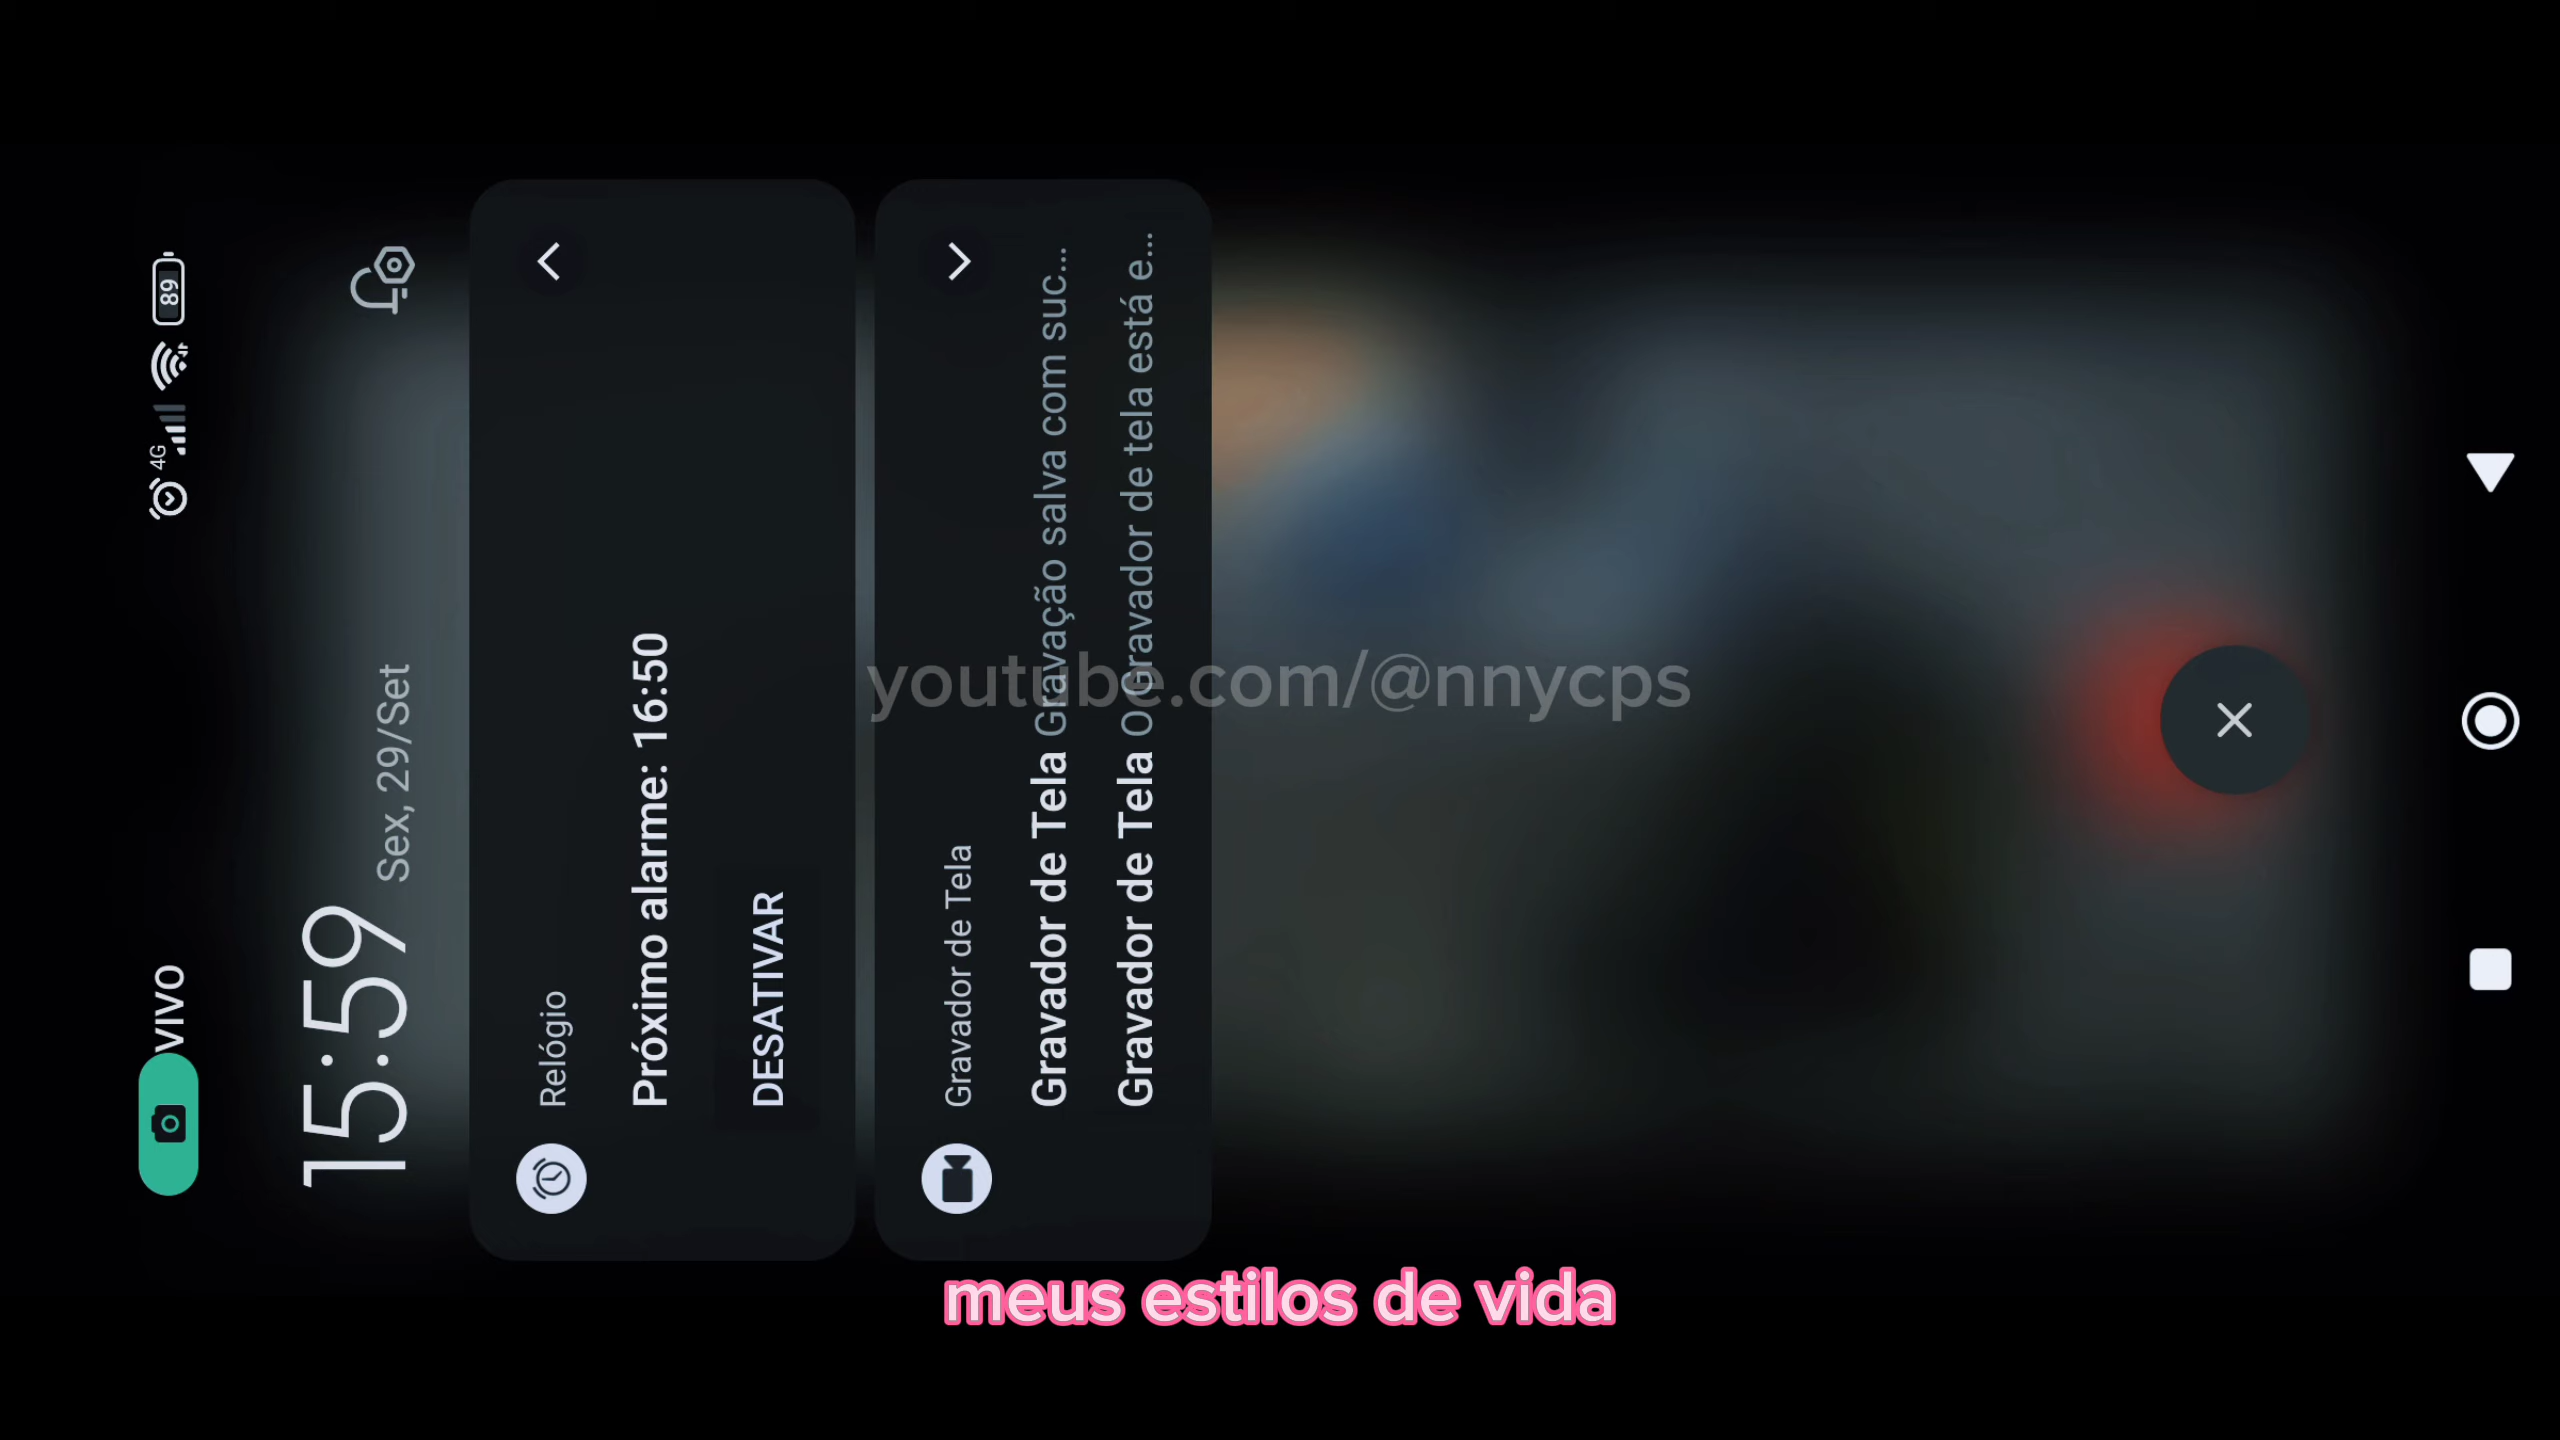 VIVO
4G
89
15:59
Sex, 29/Set
Relógio
Próximo alarme: 16:50
DESATIVAR
Gravador de Tela
Gravador de Tela Gravação salva com suc...
Gravador de Tela O Gravador de tela está e...
youtube.com/@nnycps
meus estilos de vida